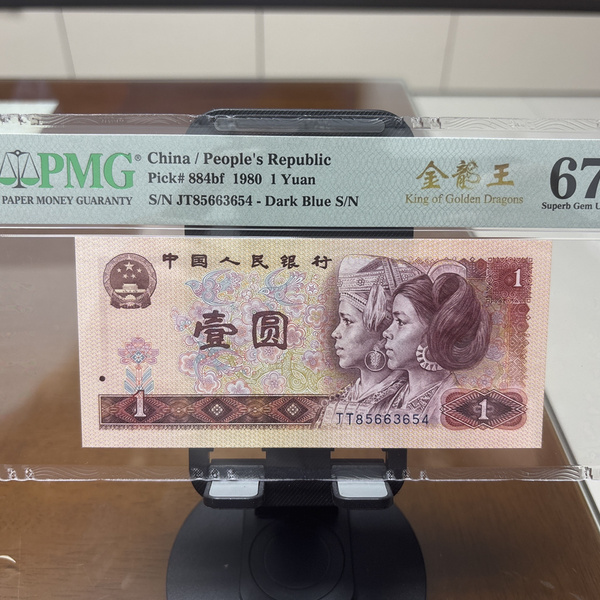 PMG®
PAPER MONEY GUARANTY
China / People's Republic
Pick# 884bf 1980 1 Yuan
S/N JT85663654 - Dark Blue S/N
金龍王
King of Golden Dragons
67
Superb Gem U
中国人民银行
1
壹圆
1
1
JT85663654